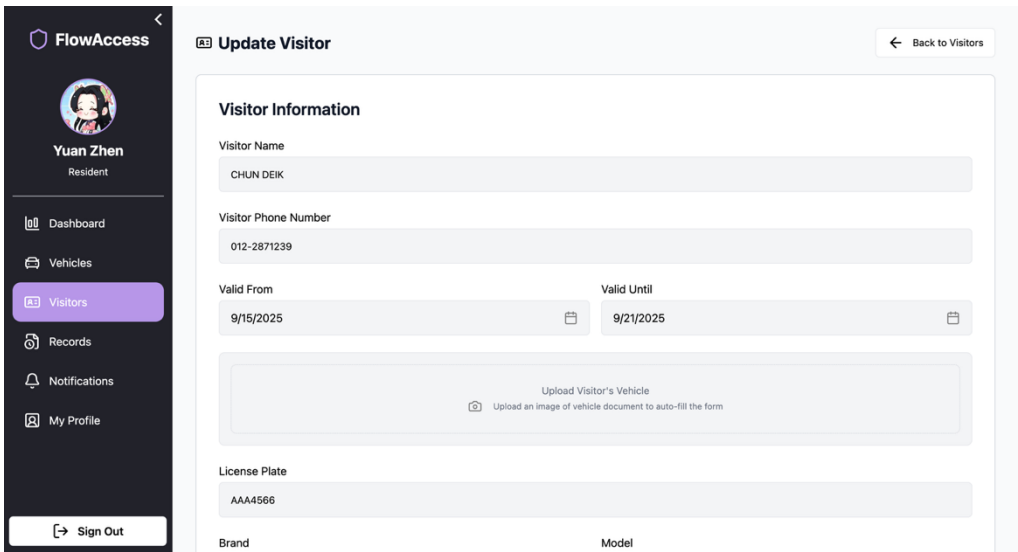 FlowAccess
Yuan Zhen
Resident
Dashboard
Vehicles
Visitors
Records
Notifications
My Profile
Sign Out
Update Visitor
Back to Visitors
Visitor Information
Visitor Name
CHUN DEIK
Visitor Phone Number
012-2871239
Valid From
Valid Until
9/15/2025
9/21/2025
Upload Visitor's Vehicle
Upload an image of vehicle document to auto-fill the form
License Plate
AAA4566
Brand
Model